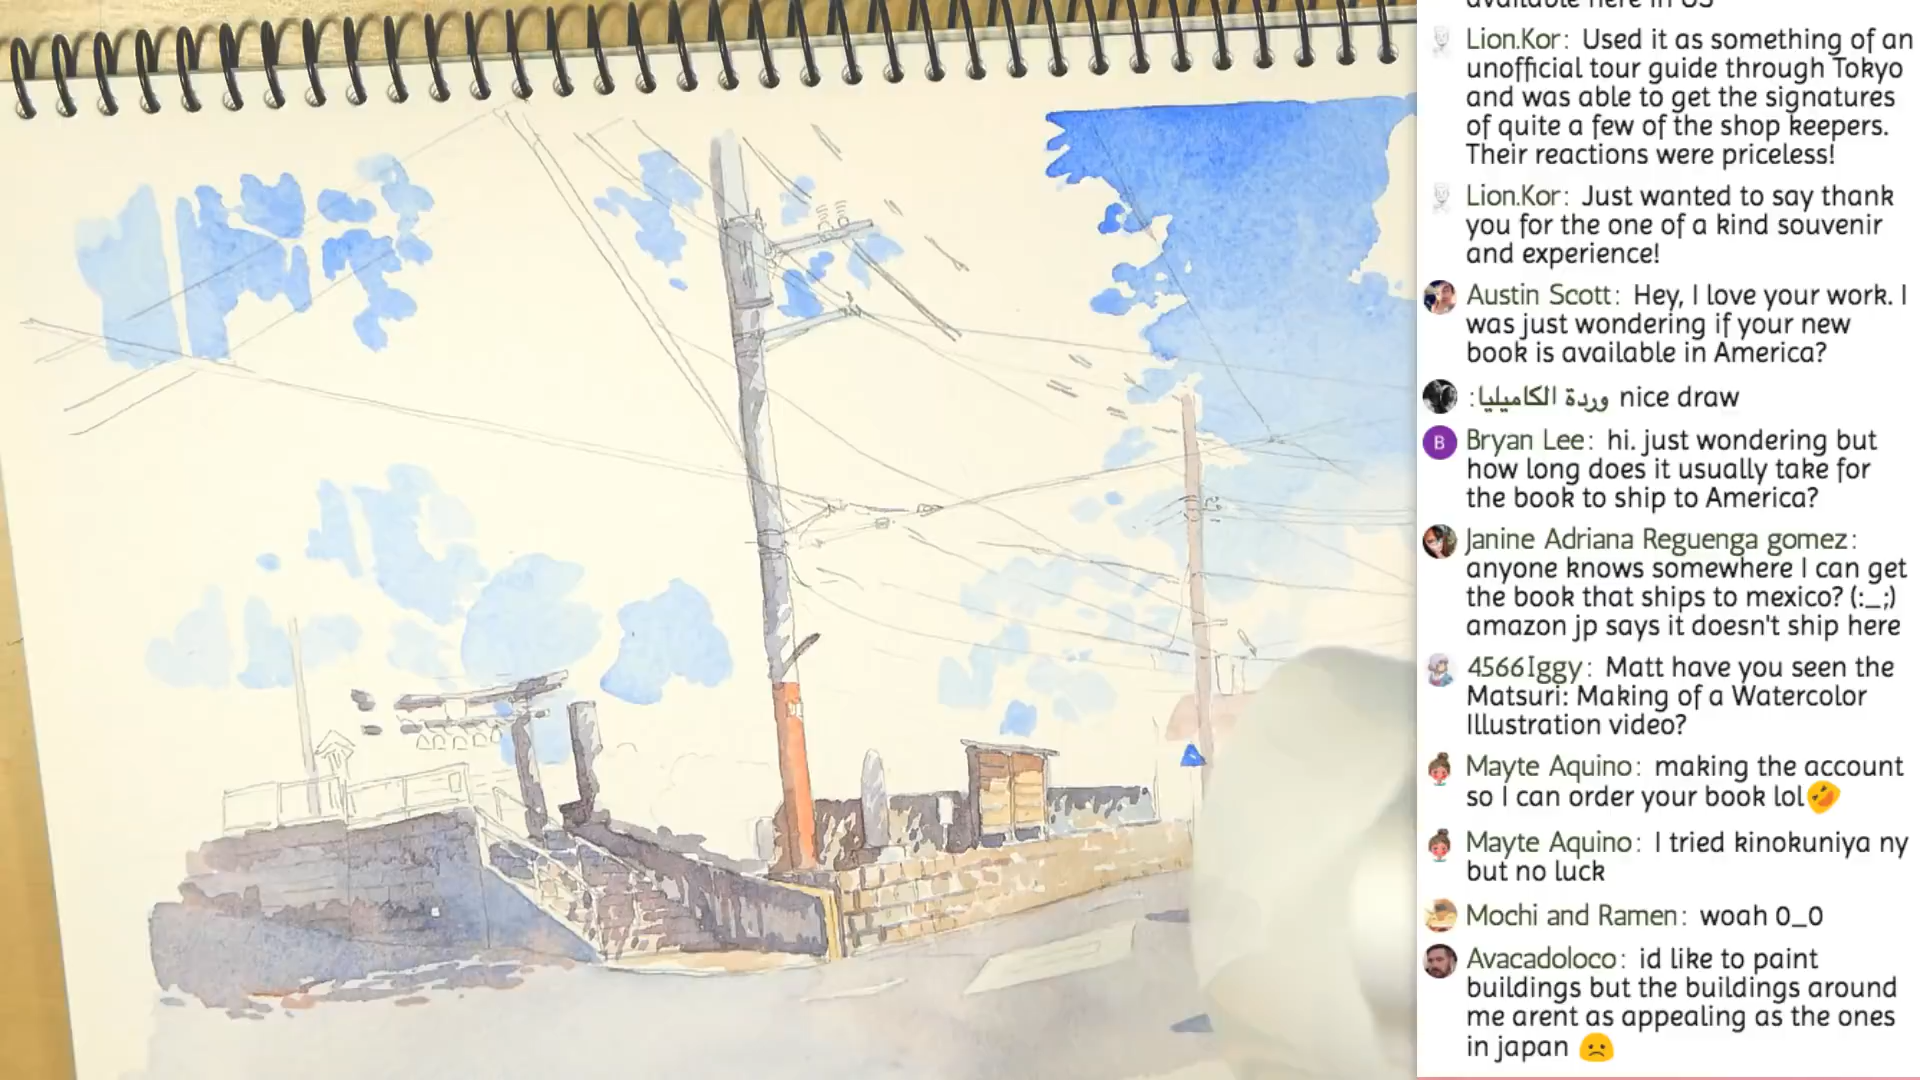 available here in US
Lion.Kor: Used it as something of an
unofficial tour guide through Tokyo
and was able to get the signatures
of quite a few of the shop keepers.
Their reactions were priceless!
Lion.Kor: Just wanted to say thank
you for the one of a kind souvenir
and experience!
Austin Scott: Hey, I love your work. I
was just wondering if your new
book is available in America?
وردة الكاميليا: nice draw
B Bryan Lee: hi. just wondering but
how long does it usually take for
the book to ship to America?
Janine Adriana Reguenga gomez:
anyone knows somewhere I can get
the book that ships to mexico? (:_;)
amazon jp says it doesn't ship here
4566Iggy: Matt have you seen the
Matsuri: Making of a Watercolor
Illustration video?
Mayte Aquino: making the account
so I can order your book lol🤣
Mayte Aquino: I tried kinokuniya ny
but no luck
Mochi and Ramen: woah 0_0
Avacadoloco: id like to paint
buildings but the buildings around
me arent as appealing as the ones
in japan ☹️